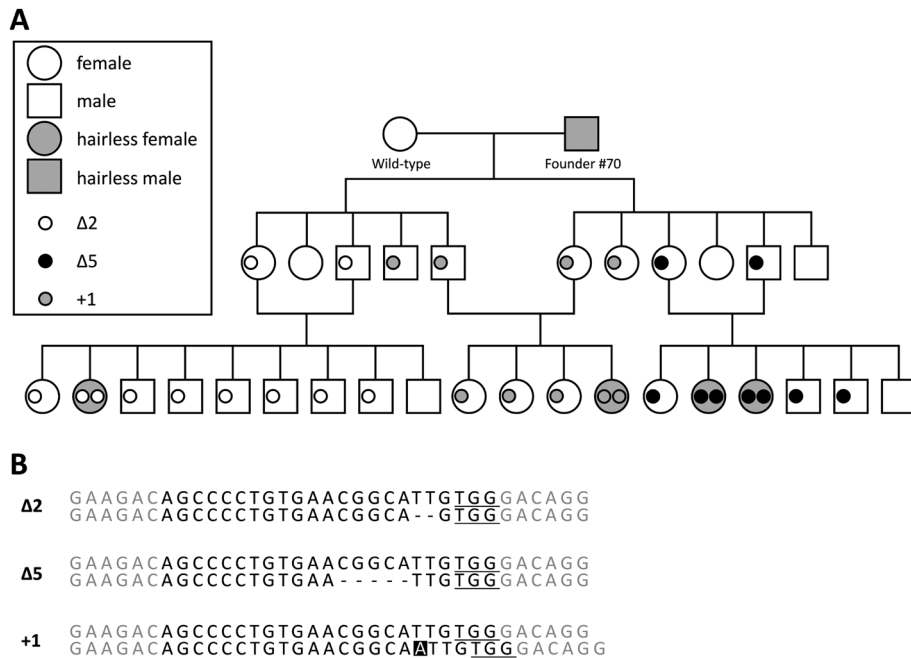 A
female
male
hairless female
hairless male
Δ2
Δ5
+1
Wild-type
Founder #70
B
Δ2
GAAGACAGCCCCTGTGAACGGCATTGTGGGACAGG
GAAGACAGCCCCTGTGAACGGCA--GTGGGACAGG
Δ5
GAAGACAGCCCCTGTGAACGGCATTGTGGGACAGG
GAAGACAGCCCCTGTGAA-----TTGTGGGACAGG
+1
GAAGACAGCCCCTGTGAACGGCATTGTGGGACAGG
GAAGACAGCCCCTGTGAACGGCAATTGTGGGACAGG